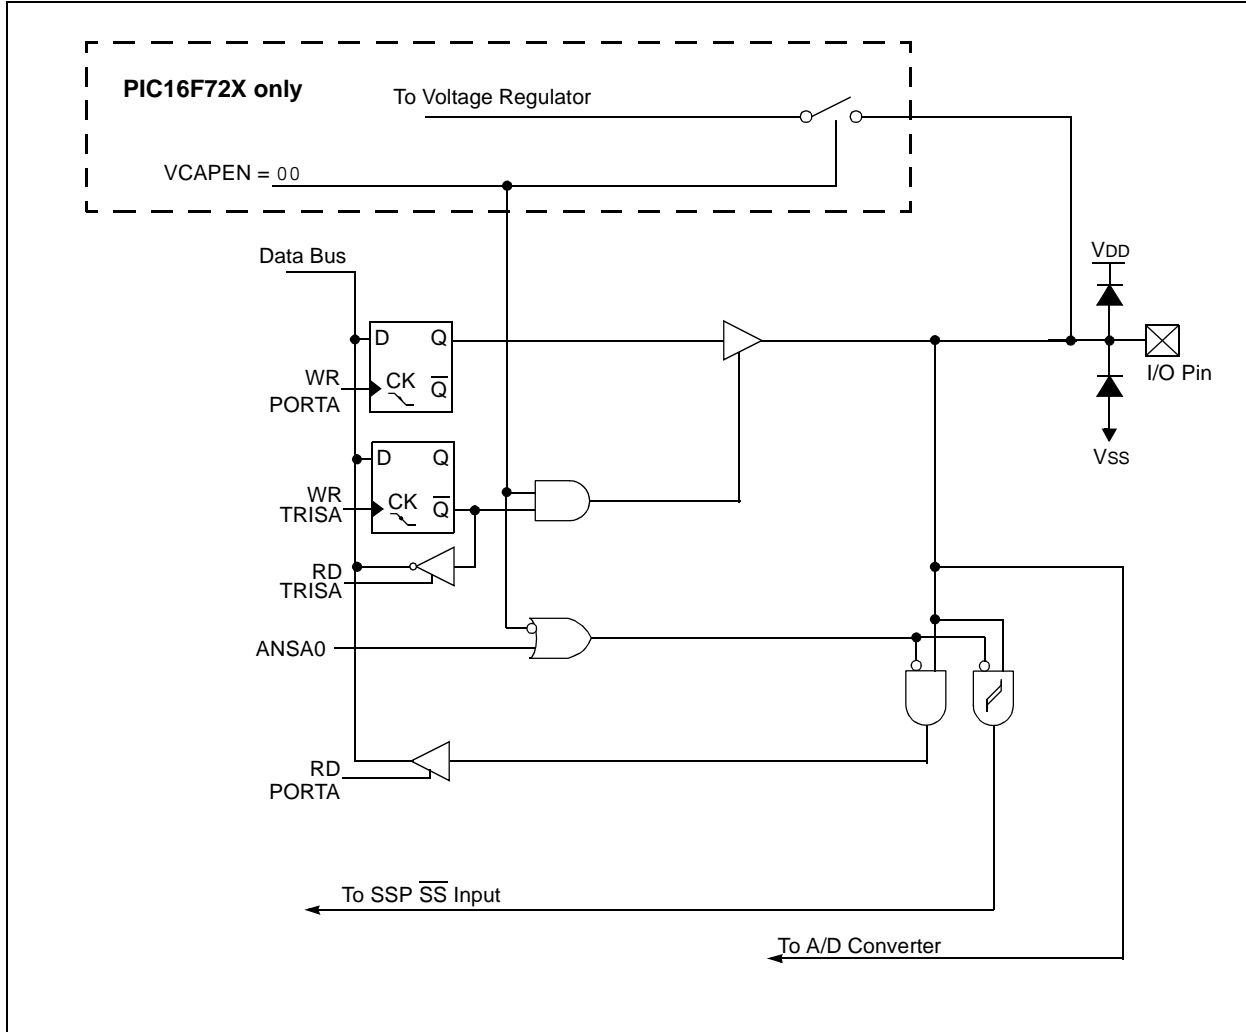 PIC16F72X only
To Voltage Regulator
VCAPEN = 00
Data Bus
VDD
D Q
WR
PORTA
CK Q̅
I/O Pin
VSS
D Q
WR
TRISA
CK Q̅
RD
TRISA
ANSA0
RD
PORTA
To SSP S̅S̅ Input
To A/D Converter